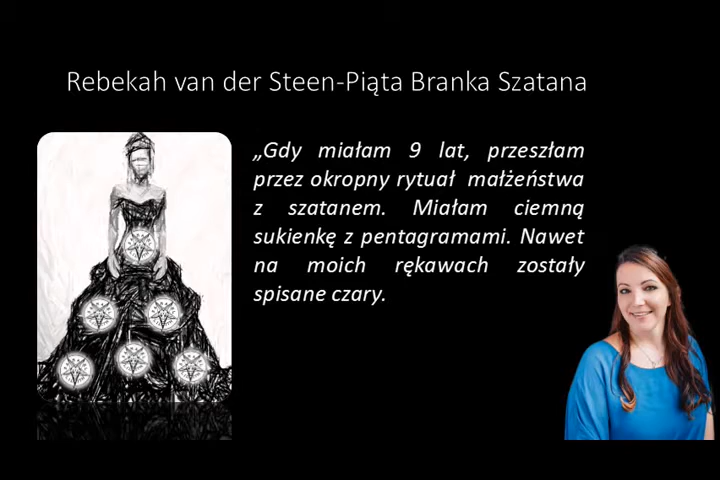 Rebekah van der Steen-Piąta Branka Szatana
„Gdy miałam 9 lat, przeszłam
przez okropny rytuał małżeństwa
z szatanem. Miałam ciemną
sukienkę z pentagramami. Nawet
na moich rękawach zostały
spisane czary.